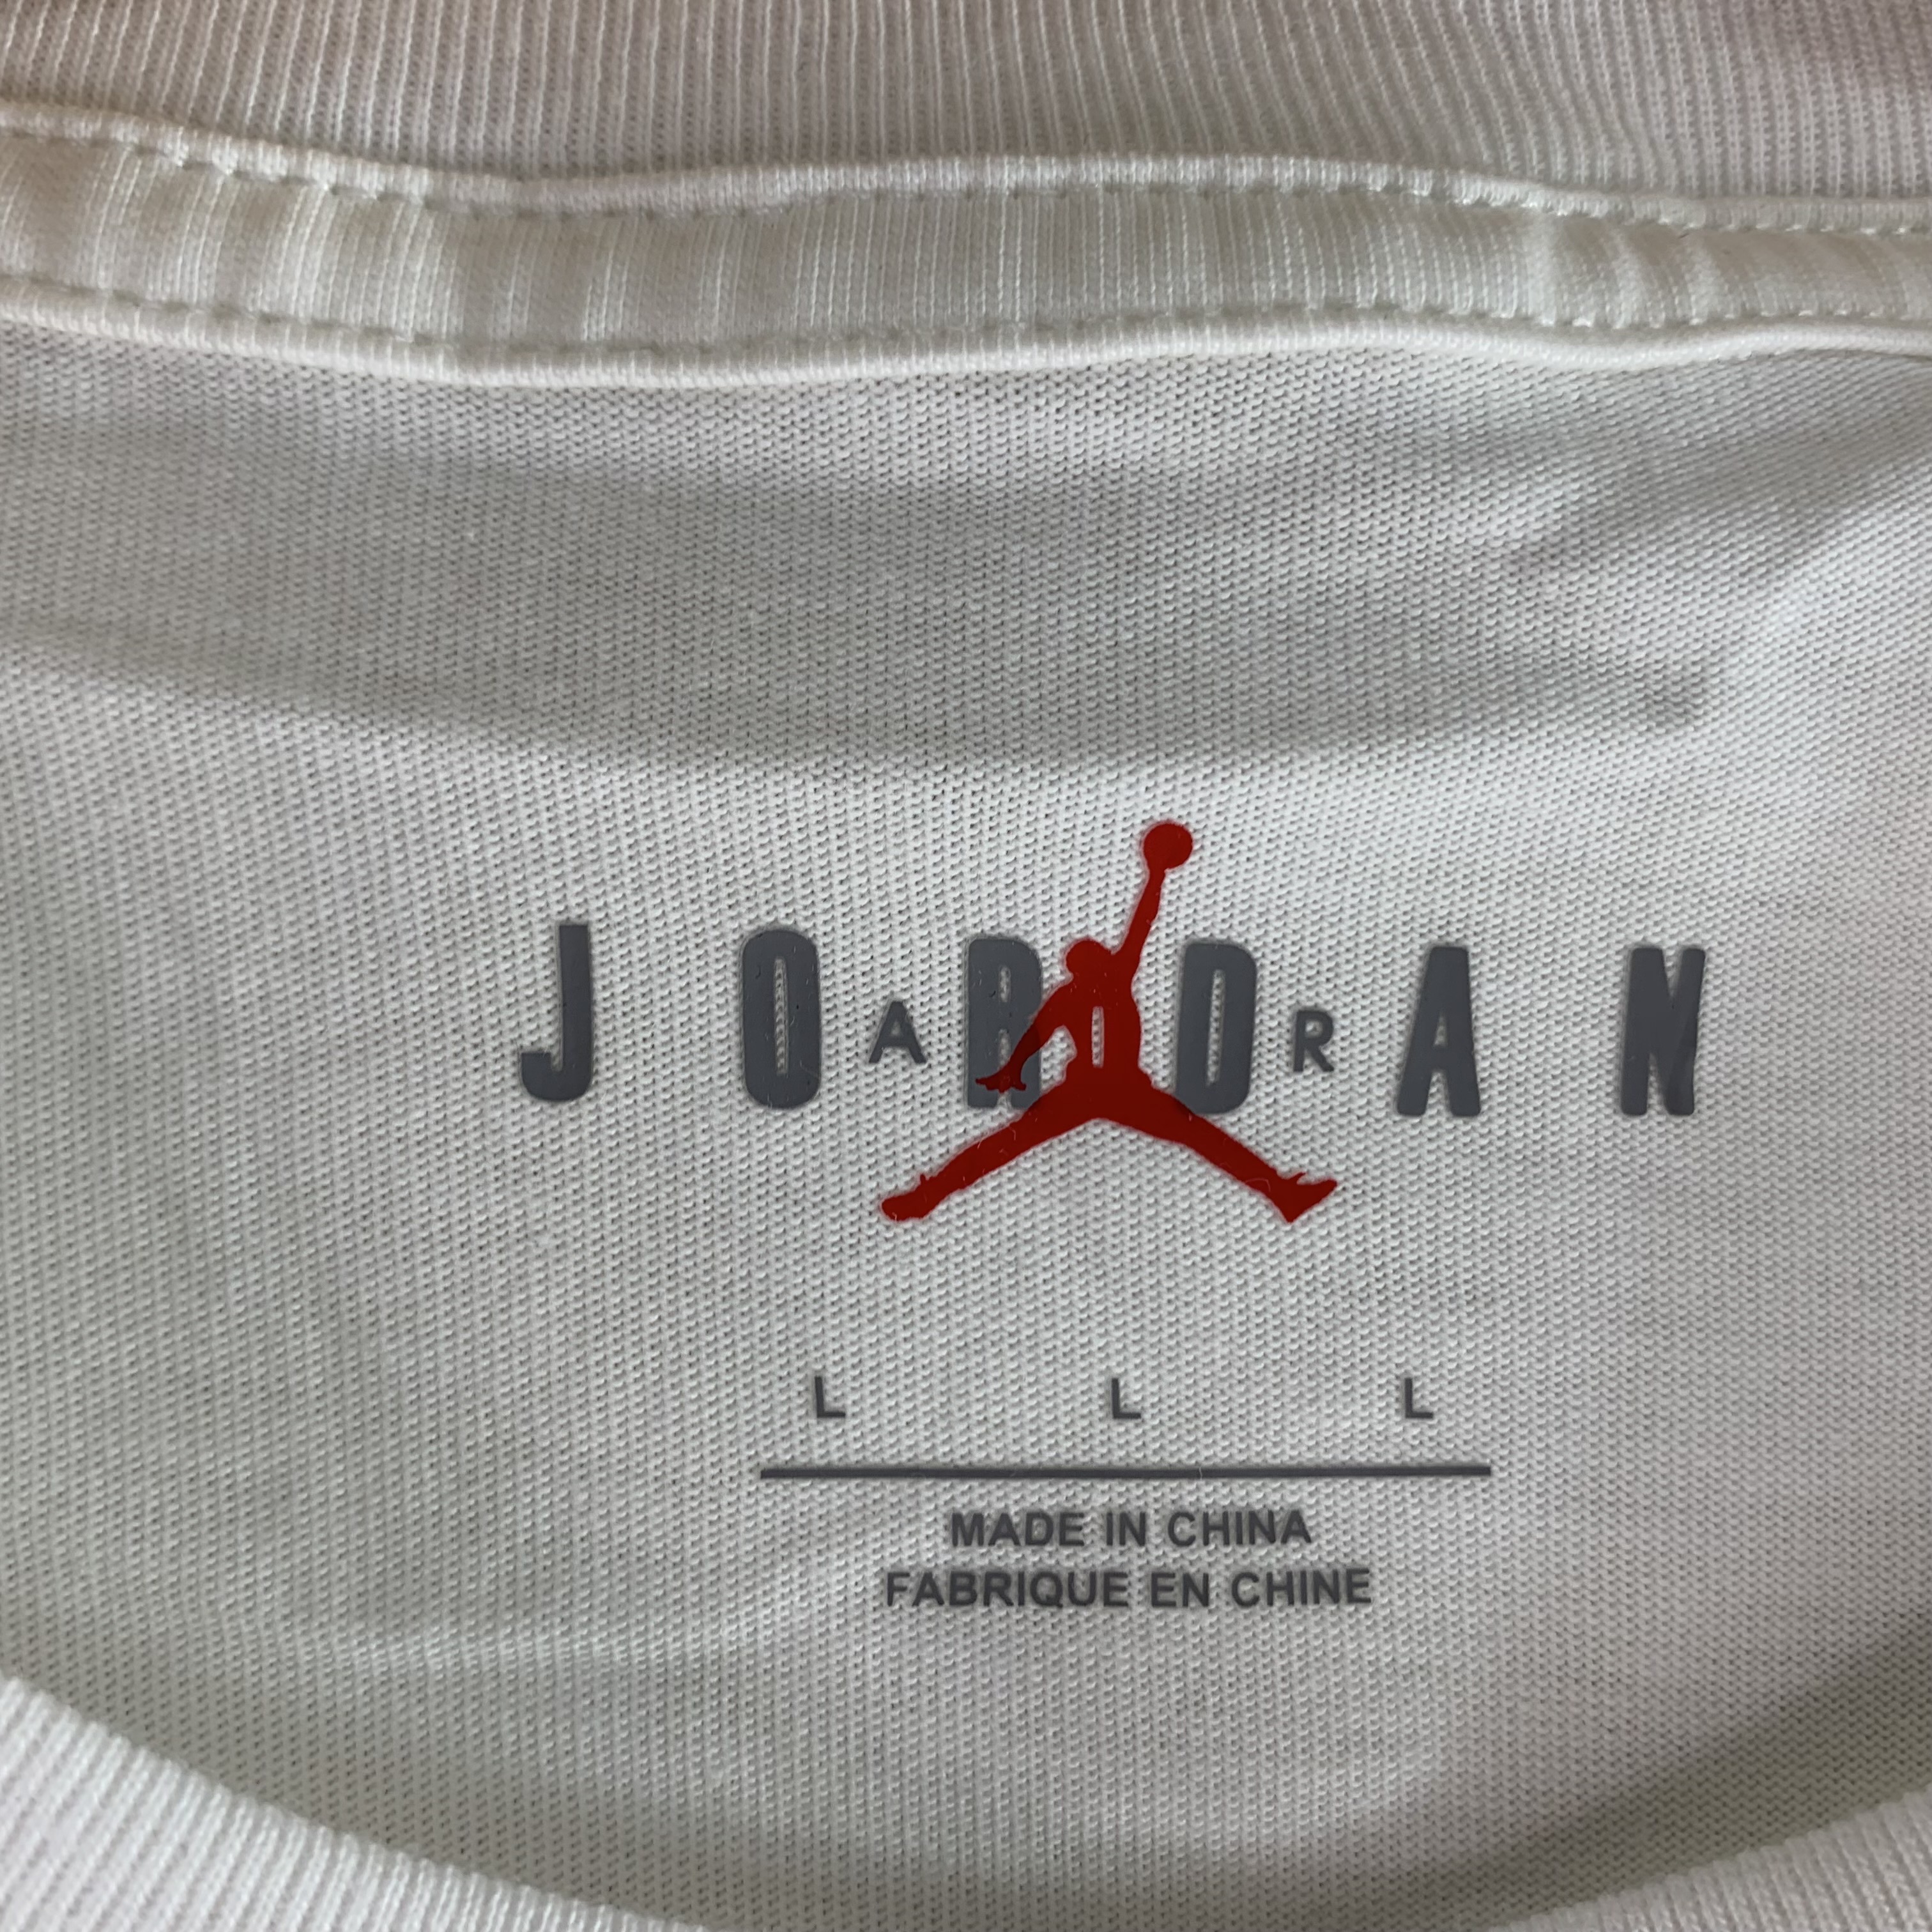 JORDAN
AIR
L L L
MADE IN CHINA
FABRIQUE EN CHINE